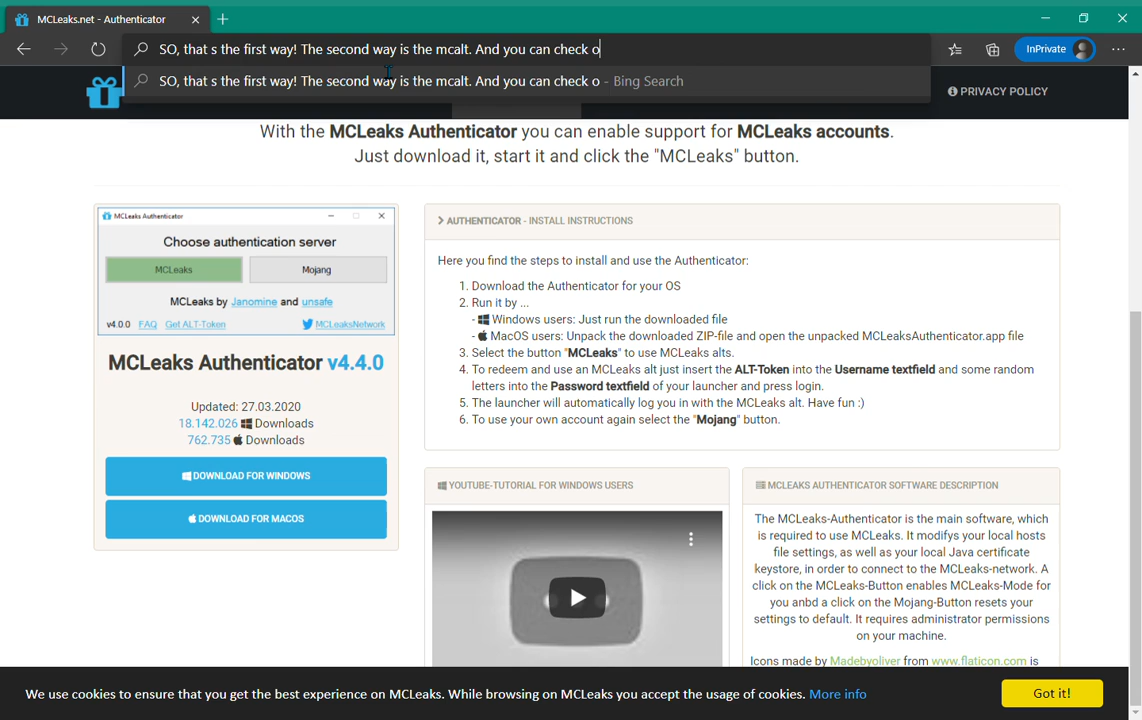 MCLeaks.net - Authenticator
SO, that s the first way! The second way is the mcalt. And you can check o
InPrivate
SO, that s the first way! The second way is the mcalt. And you can check o - Bing Search
PRIVACY POLICY
With the MCLeaks Authenticator you can enable support for MCLeaks accounts.
Just download it, start it and click the "MCLeaks" button.
MCLeaks Authenticator
Choose authentication server
MCLeaks
Mojang
MCLeaks by Janomine and unsafe
v4.0.0 FAQ Get ALT-Token MCLeaksNetwork
MCLeaks Authenticator v4.4.0
Updated: 27.03.2020
18.142.026 Downloads
762.735 Downloads
DOWNLOAD FOR WINDOWS
DOWNLOAD FOR MACOS
AUTHENTICATOR - INSTALL INSTRUCTIONS
Here you find the steps to install and use the Authenticator:
1. Download the Authenticator for your OS
2. Run it by ...
- Windows users: Just run the downloaded file
- MacOS users: Unpack the downloaded ZIP-file and open the unpacked MCLeaksAuthenticator.app file
3. Select the button "MCLeaks" to use MCLeaks alts.
4. To redeem and use an MCLeaks alt just insert the ALT-Token into the Username textfield and some random
letters into the Password textfield of your launcher and press login.
5. The launcher will automatically log you in with the MCLeaks alt. Have fun :)
6. To use your own account again select the "Mojang" button.
YOUTUBE-TUTORIAL FOR WINDOWS USERS
MCLEAKS AUTHENTICATOR SOFTWARE DESCRIPTION
The MCLeaks-Authenticator is the main software, which
is required to use MCLeaks. It modifys your local hosts
file settings, as well as your local Java certificate
keystore, in order to connect to the MCLeaks-network. A
click on the MCLeaks-Button enables MCLeaks-Mode for
you anbd a click on the Mojang-Button resets your
settings to default. It requires administrator permissions
on your machine.
Icons made by Madebyoliver from www.flaticon.com is
We use cookies to ensure that you get the best experience on MCLeaks. While browsing on MCLeaks you accept the usage of cookies. More info
Got it!